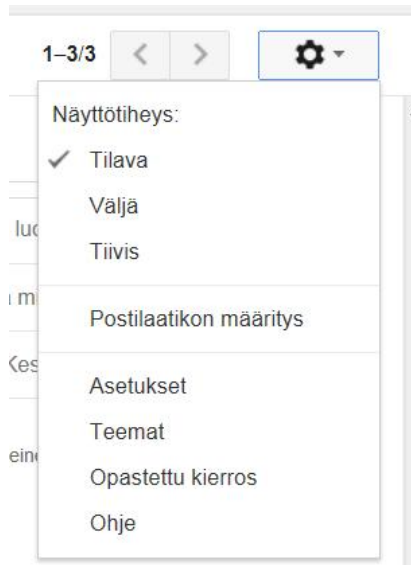 1–3/3
Näyttötiheys:
Tilava
Väljä
Tiivis
Postilaatikon määritys
Asetukset
Teemat
Opastettu kierros
Ohje